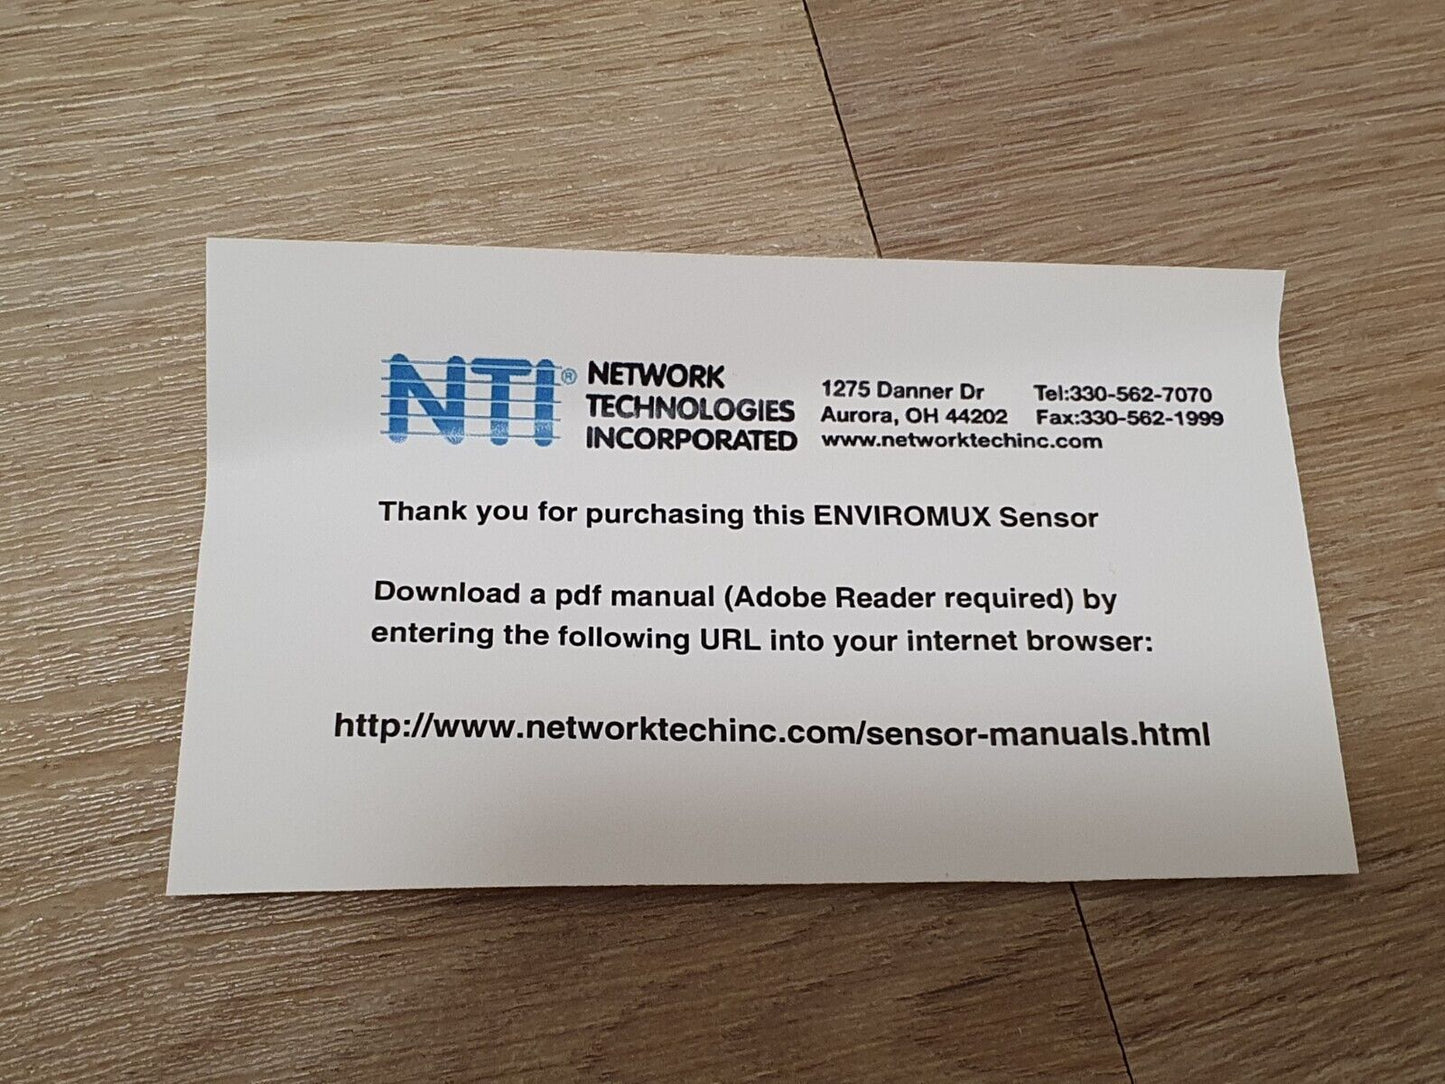 NTI® NETWORK
TECHNOLOGIES
INCORPORATED
1275 Danner Dr Tel:330-562-7070
Aurora, OH 44202 Fax:330-562-1999
www.networktechinc.com
Thank you for purchasing this ENVIROMUX Sensor
Download a pdf manual (Adobe Reader required) by
entering the following URL into your internet browser:
http://www.networktechinc.com/sensor-manuals.html